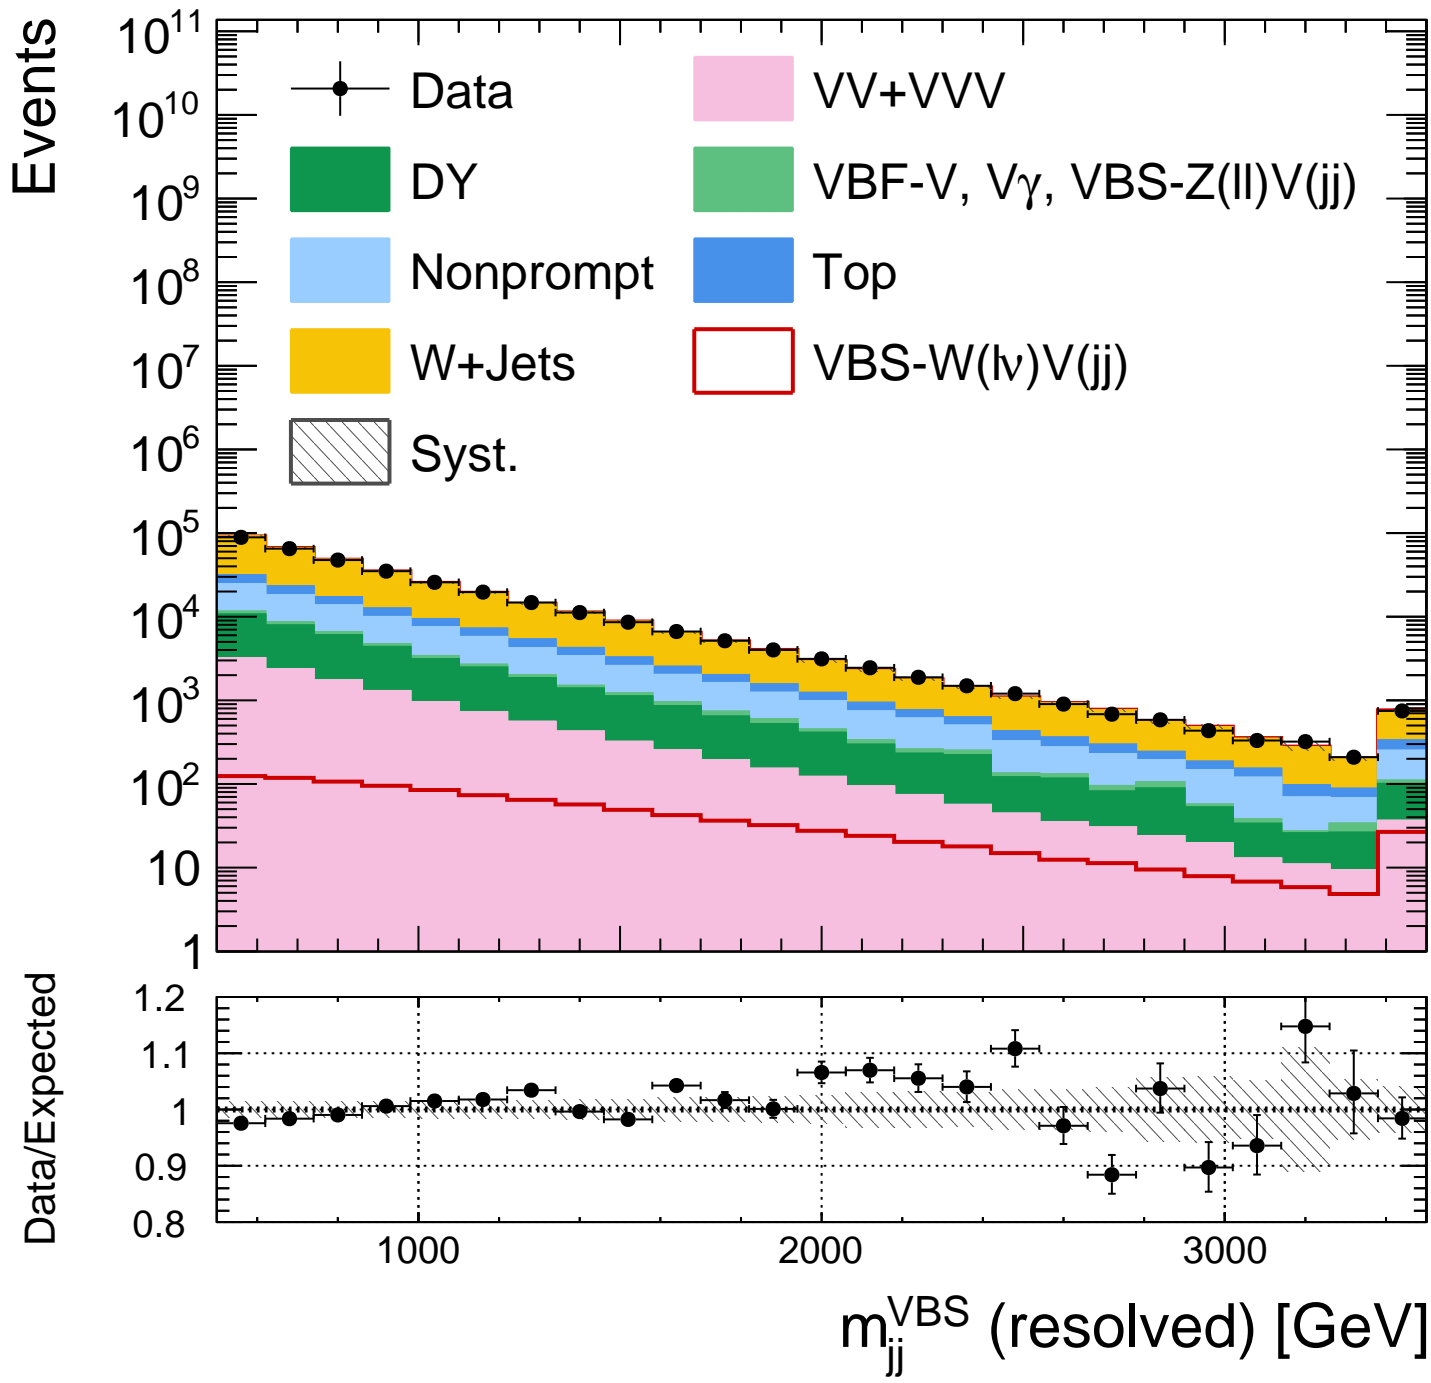 Events
10^11
10^10
10^9
10^8
10^7
10^6
10^5
10^4
10^3
10^2
10
1
Data
VV+VVV
DY
VBF-V, Vγ, VBS-Z(ll)V(jj)
Nonprompt
Top
W+Jets
VBS-W(lν)V(jj)
Syst.
Data/Expected
1.2
1.1
1
0.9
0.8
1000
2000
3000
m_jj^VBS (resolved) [GeV]